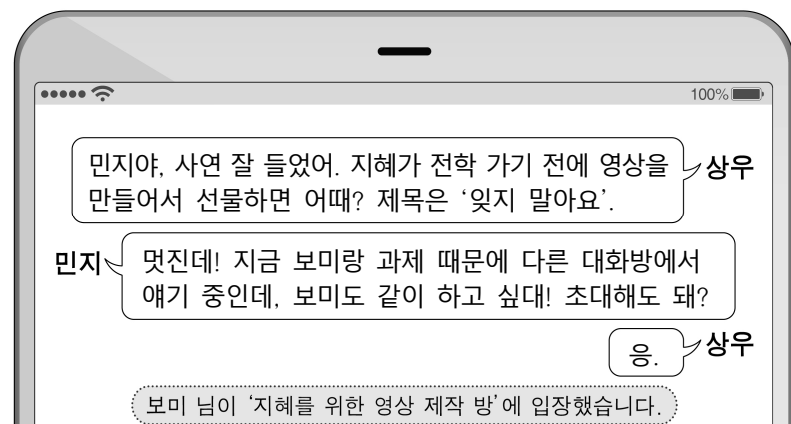 100%
민지야, 사연 잘 들었어. 지혜가 전학 가기 전에 영상을
만들어서 선물하면 어때? 제목은 ‘잊지 말아요’.
상우
민지
멋진데! 지금 보미랑 과제 때문에 다른 대화방에서
얘기 중인데, 보미도 같이 하고 싶대! 초대해도 돼?
응.
상우
보미 님이 ‘지혜를 위한 영상 제작 방’에 입장했습니다.